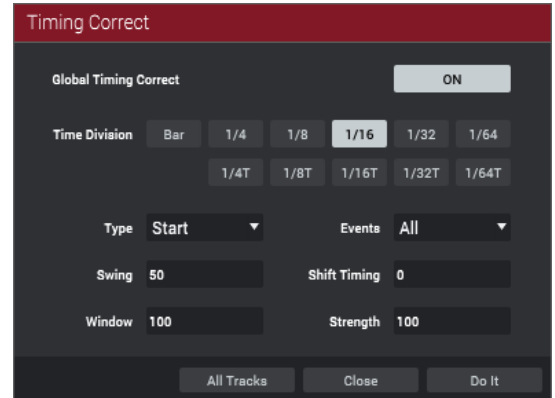 Timing Correct
Global Timing Correct ON
Time Division Bar 1/4 1/8 1/16 1/32 1/64
1/4T 1/8T 1/16T 1/32T 1/64T
Type Start Events All
Swing 50 Shift Timing 0
Window 100 Strength 100
All Tracks Close Do It